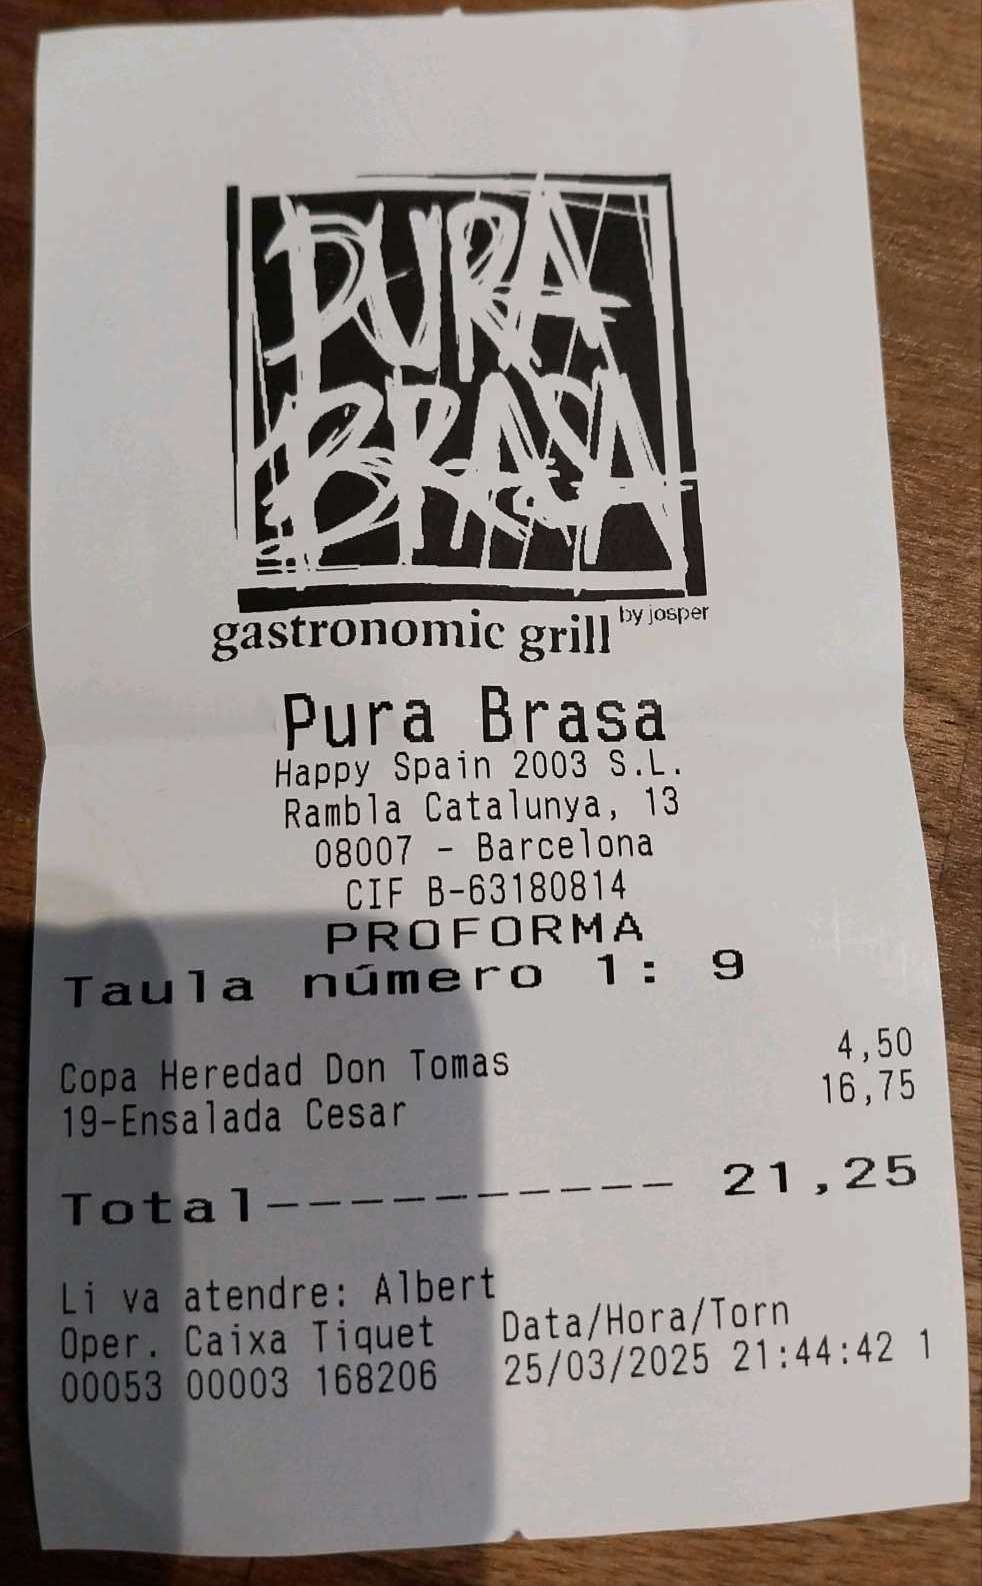 PURA
BRASA
gastronomic grill by josper
Pura Brasa
Happy Spain 2003 S.L.
Rambla Catalunya, 13
08007 - Barcelona
CIF B-63180814
PROFORMA
Taula número 1: 9
Copa Heredad Don Tomas 4,50
19-Ensalada Cesar 16,75
Total---------- 21,25
Li va atendre: Albert
Oper. Caixa Tiquet Data/Hora/Torn
00053 00003 168206 25/03/2025 21:44:42 1